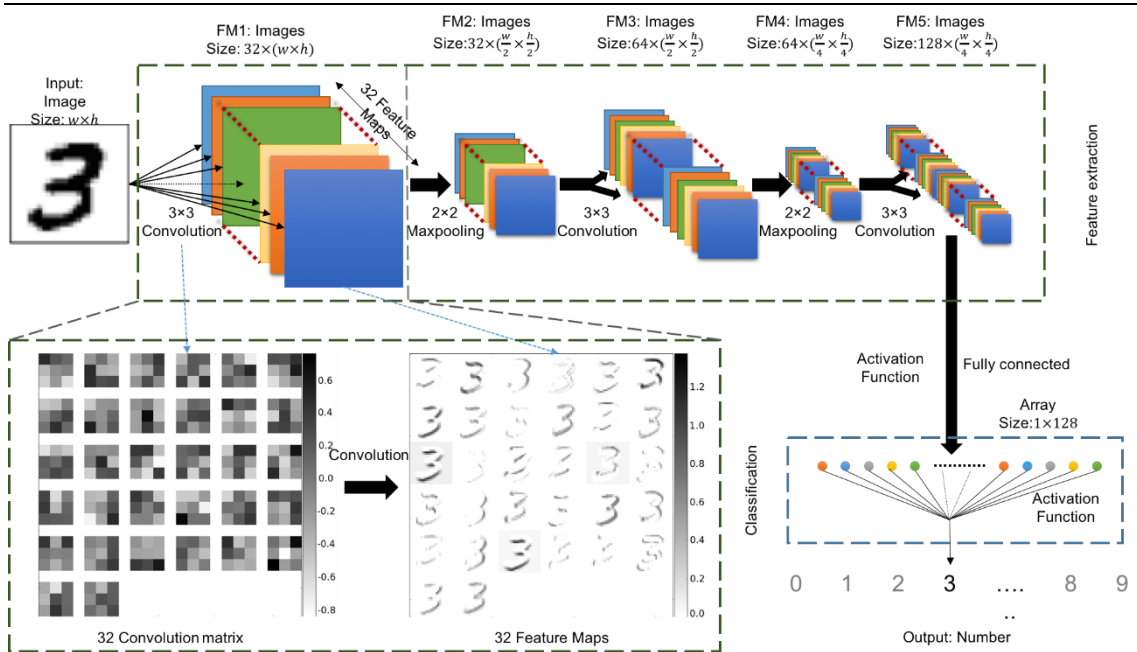 Input:
Image
Size: w×h
FM1: Images
Size: 32×(w×h)
FM2: Images
Size:32×(w/2 × h/2)
FM3: Images
Size:64×(w/2 × h/2)
FM4: Images
Size:64×(w/4 × h/4)
FM5: Images
Size:128×(w/4 × h/4)
3
32 Feature
Maps
3×3
Convolution
2×2
Maxpooling
3×3
Convolution
2×2
Maxpooling
3×3
Convolution
Feature extraction
0.6
0.4
0.2
0.0
−0.2
−0.4
−0.6
−0.8
32 Convolution matrix
Convolution
1.2
1.0
0.8
0.6
0.4
0.2
0.0
32 Feature Maps
Activation
Function
Fully connected
Array
Size:1×128
Classification
Activation
Function
0 1 2 3 .... 8 9
..
Output: Number